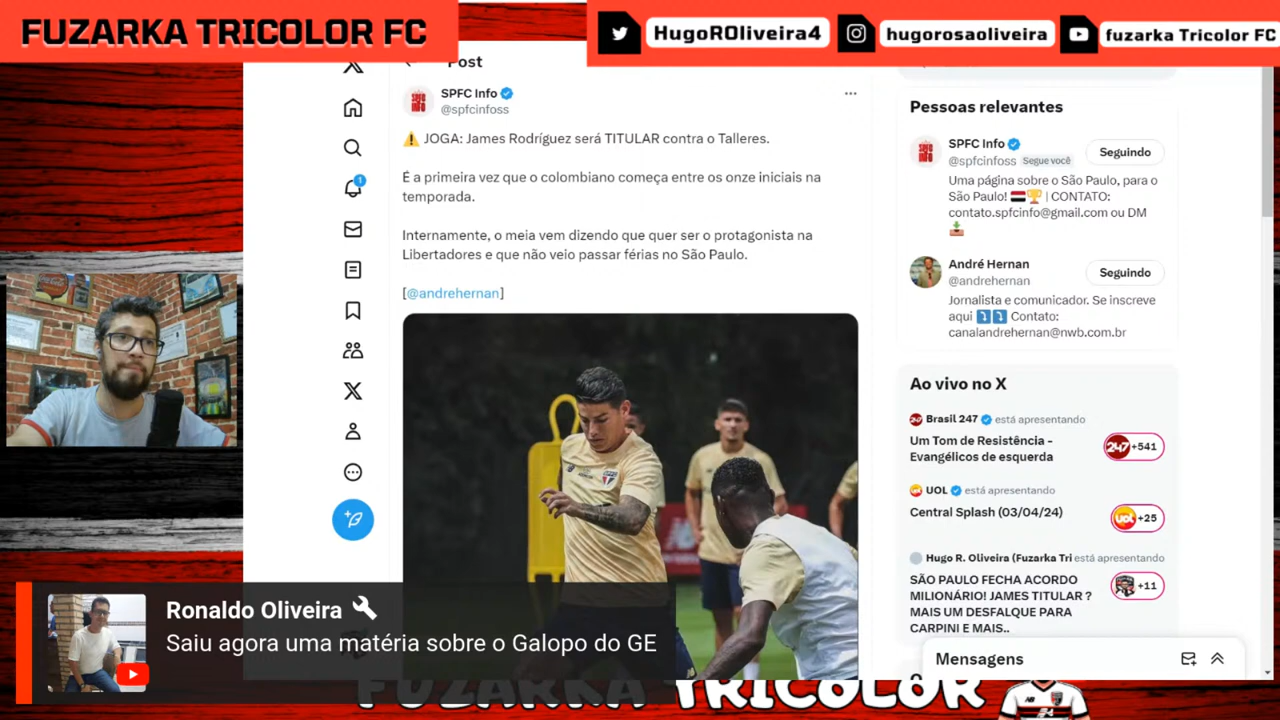 FUZARKA TRICOLOR FC
HugoROliveira4
hugorosaoliveira
fuzarka Tricolor FC
Post
SPFC Info
@spfcinfoss
⚠️ JOGA: James Rodríguez será TITULAR contra o Talleres.
É a primeira vez que o colombiano começa entre os onze iniciais na
temporada.
Internamente, o meia vem dizendo que quer ser o protagonista na
Libertadores e que não veio passar férias no São Paulo.
[@andrehernan]
Pessoas relevantes
SPFC Info
@spfcinfoss Segue você
Seguindo
Uma página sobre o São Paulo, para o
São Paulo! 🇾🇪🏆 | CONTATO:
contato.spfcinfo@gmail.com ou DM
📥
André Hernan
@andrehernan
Seguindo
Jornalista e comunicador. Se inscreve
aqui ⤵️⤵️ Contato:
canalandrehernan@nwb.com.br
Ao vivo no X
Brasil 247 está apresentando
Um Tom de Resistência -
Evangélicos de esquerda
247 +541
UOL está apresentando
Central Splash (03/04/24)
UOL +25
Hugo R. Oliveira (Fuzarka Tri está apresentando
SÃO PAULO FECHA ACORDO
MILIONÁRIO! JAMES TITULAR ?
MAIS UM DESFALQUE PARA
CARPINI E MAIS..
+11
Mensagens
Ronaldo Oliveira
Saiu agora uma matéria sobre o Galopo do GE
FUZARKA TRICOLOR